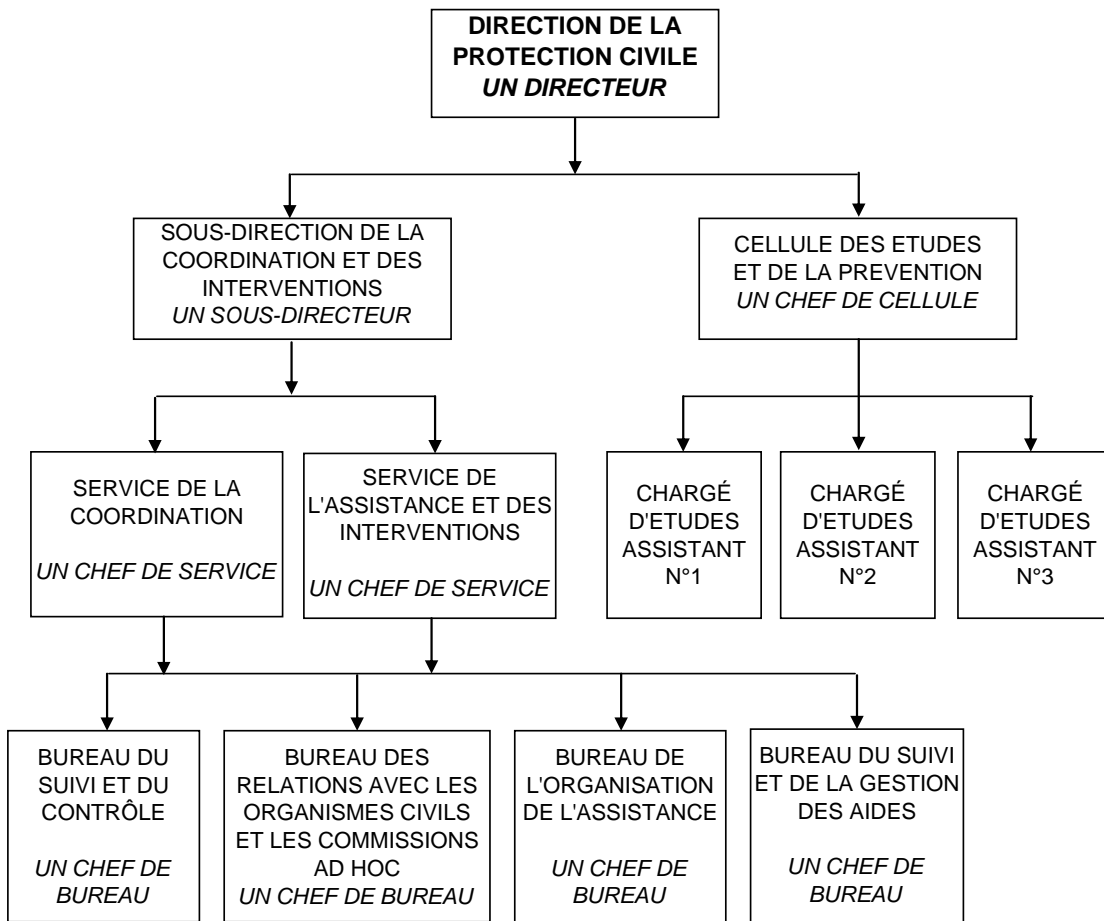 DIRECTION DE LA
PROTECTION CIVILE
UN DIRECTEUR
SOUS-DIRECTION DE LA
COORDINATION ET DES
INTERVENTIONS
UN SOUS-DIRECTEUR
CELLULE DES ETUDES
ET DE LA PREVENTION
UN CHEF DE CELLULE
SERVICE DE LA
COORDINATION
UN CHEF DE SERVICE
SERVICE DE
L'ASSISTANCE ET DES
INTERVENTIONS
UN CHEF DE SERVICE
CHARGÉ
D'ETUDES
ASSISTANT
N°1
CHARGÉ
D'ETUDES
ASSISTANT
N°2
CHARGÉ
D'ETUDES
ASSISTANT
N°3
BUREAU DU
SUIVI ET DU
CONTRÔLE
UN CHEF DE
BUREAU
BUREAU DES
RELATIONS AVEC LES
ORGANISMES CIVILS
ET LES COMMISSIONS
AD HOC
UN CHEF DE BUREAU
BUREAU DE
L'ORGANISATION
DE L'ASSISTANCE
UN CHEF DE
BUREAU
BUREAU DU SUIVI
ET DE LA GESTION
DES AIDES
UN CHEF DE
BUREAU